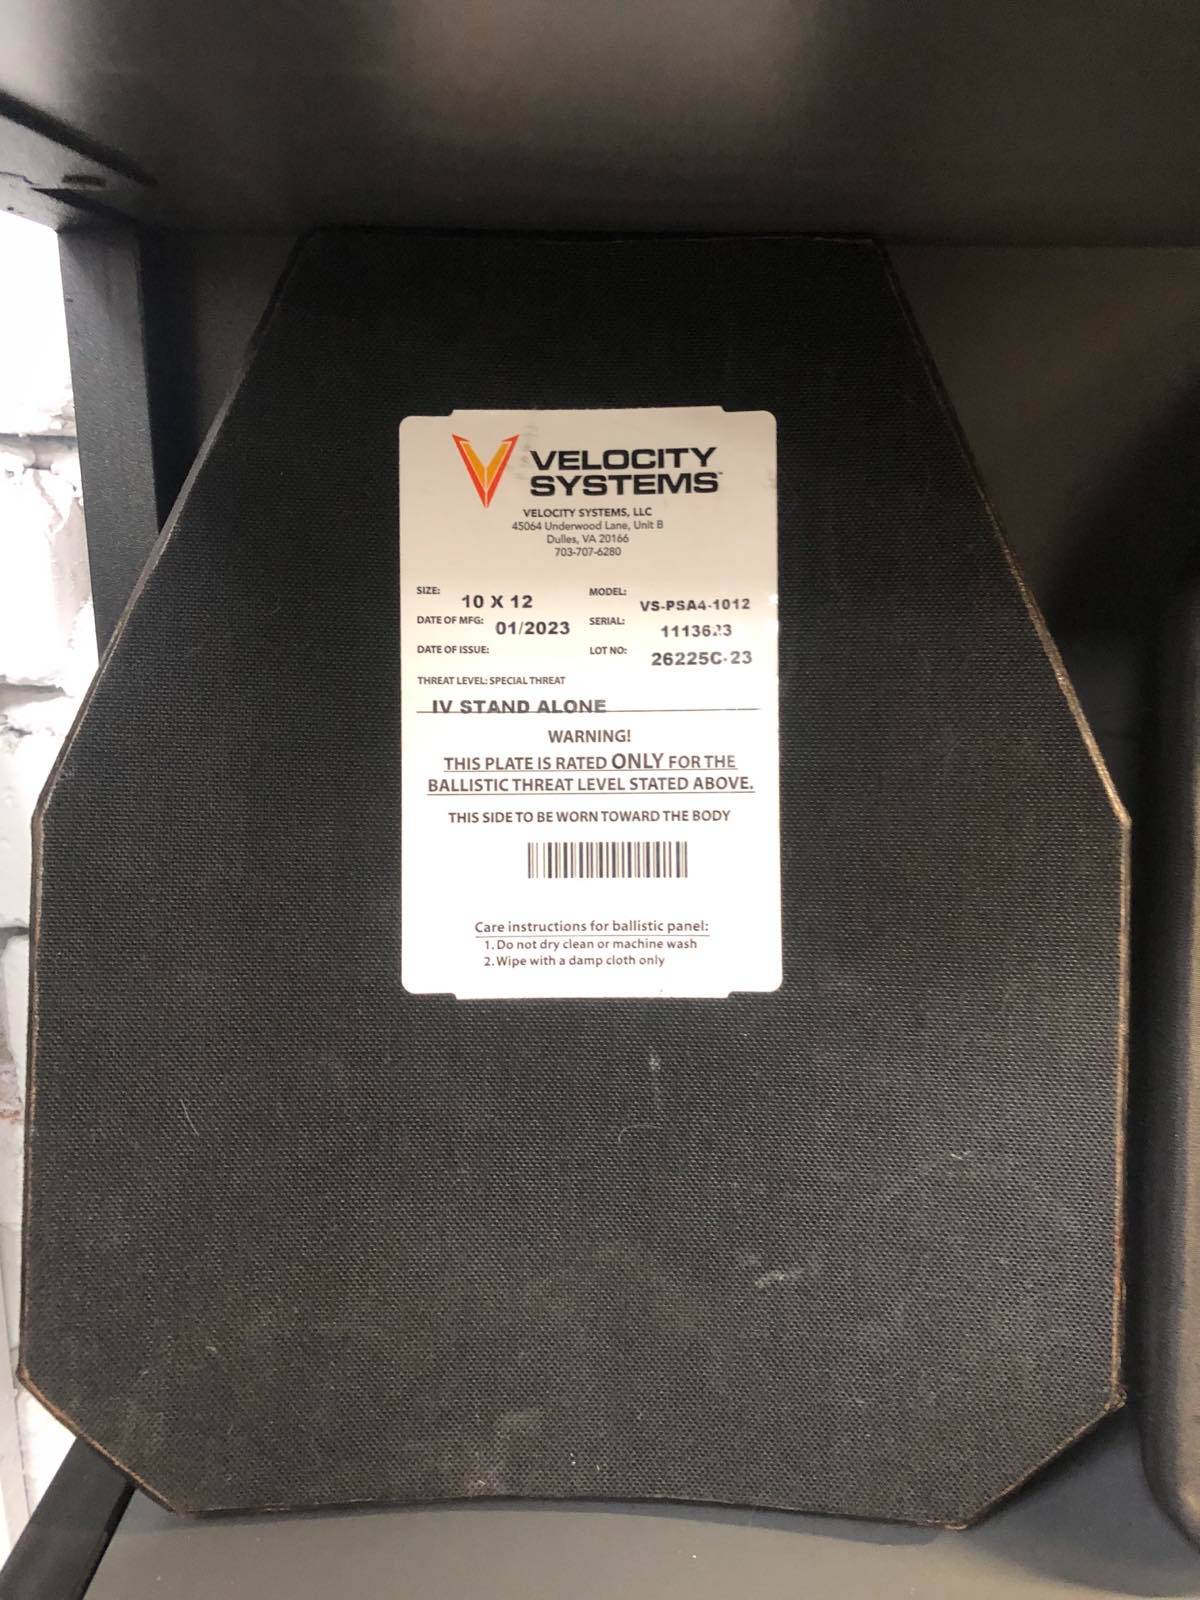 VELOCITY
SYSTEMS™
VELOCITY SYSTEMS, LLC
45064 Underwood Lane, Unit B
Dulles, VA 20166
703-707-6280
SIZE: 10 X 12 MODEL: VS-PSA4-1012
DATE OF MFG: 01/2023 SERIAL:
DATE OF ISSUE: LOT NO: 26225C-23
THREAT LEVEL: SPECIAL THREAT
IV STAND ALONE
WARNING!
THIS PLATE IS RATED ONLY FOR THE
BALLISTIC THREAT LEVEL STATED ABOVE.
THIS SIDE TO BE WORN TOWARD THE BODY
Care instructions for ballistic panel:
1. Do not dry clean or machine wash
2. Wipe with a damp cloth only